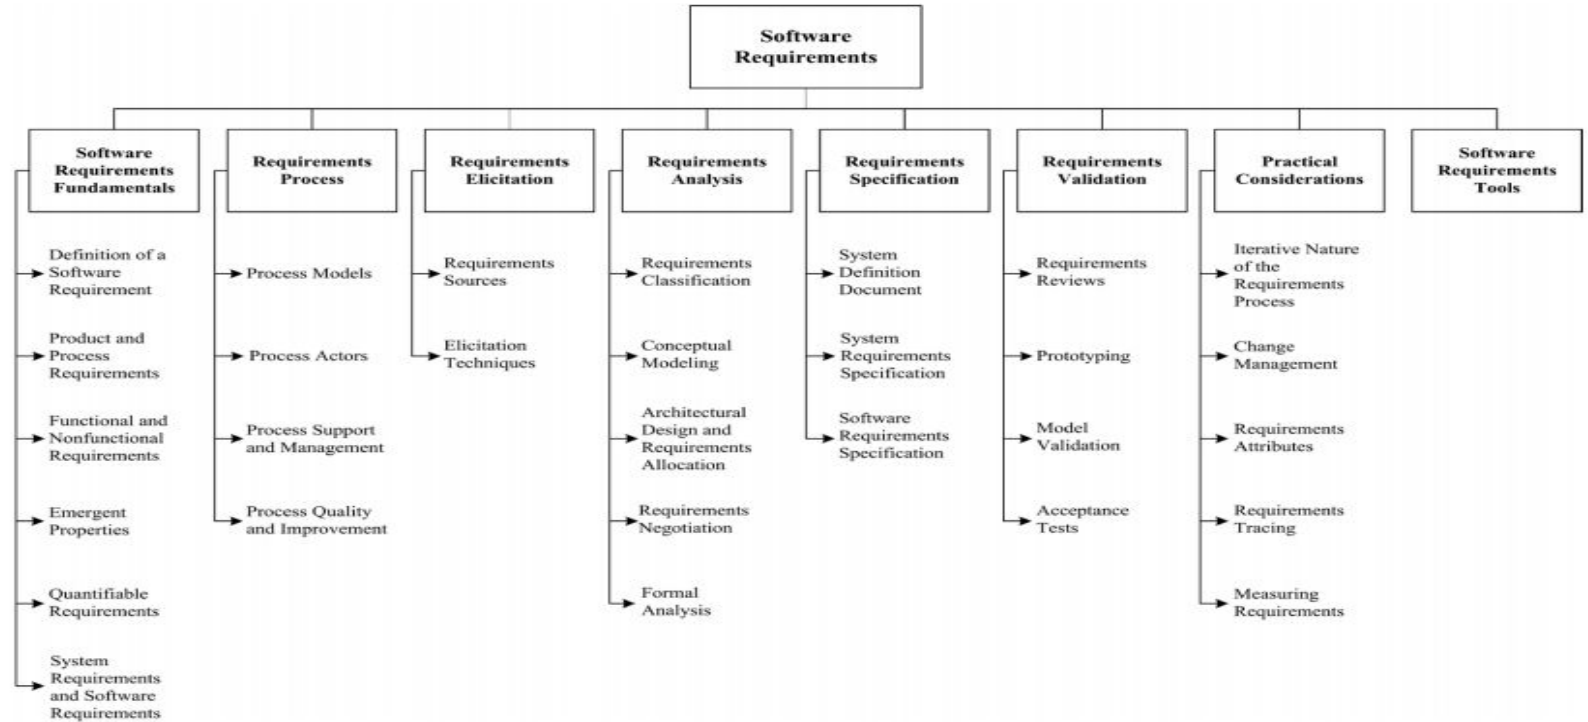 Software
Requirements
Software
Requirements
Fundamentals
Requirements
Process
Requirements
Elicitation
Requirements
Analysis
Requirements
Specification
Requirements
Validation
Practical
Considerations
Software
Requirements
Tools
Definition of a
Software
Requirement
Product and
Process
Requirements
Functional and
Nonfunctional
Requirements
Emergent
Properties
Quantifiable
Requirements
System
Requirements
and Software
Requirements
Process Models
Process Actors
Process Support
and Management
Process Quality
and Improvement
Requirements
Sources
Elicitation
Techniques
Requirements
Classification
Conceptual
Modeling
Architectural
Design and
Requirements
Allocation
Requirements
Negotiation
Formal
Analysis
System
Definition
Document
System
Requirements
Specification
Software
Requirements
Specification
Requirements
Reviews
Prototyping
Model
Validation
Acceptance
Tests
Iterative Nature
of the
Requirements
Process
Change
Management
Requirements
Attributes
Requirements
Tracing
Measuring
Requirements